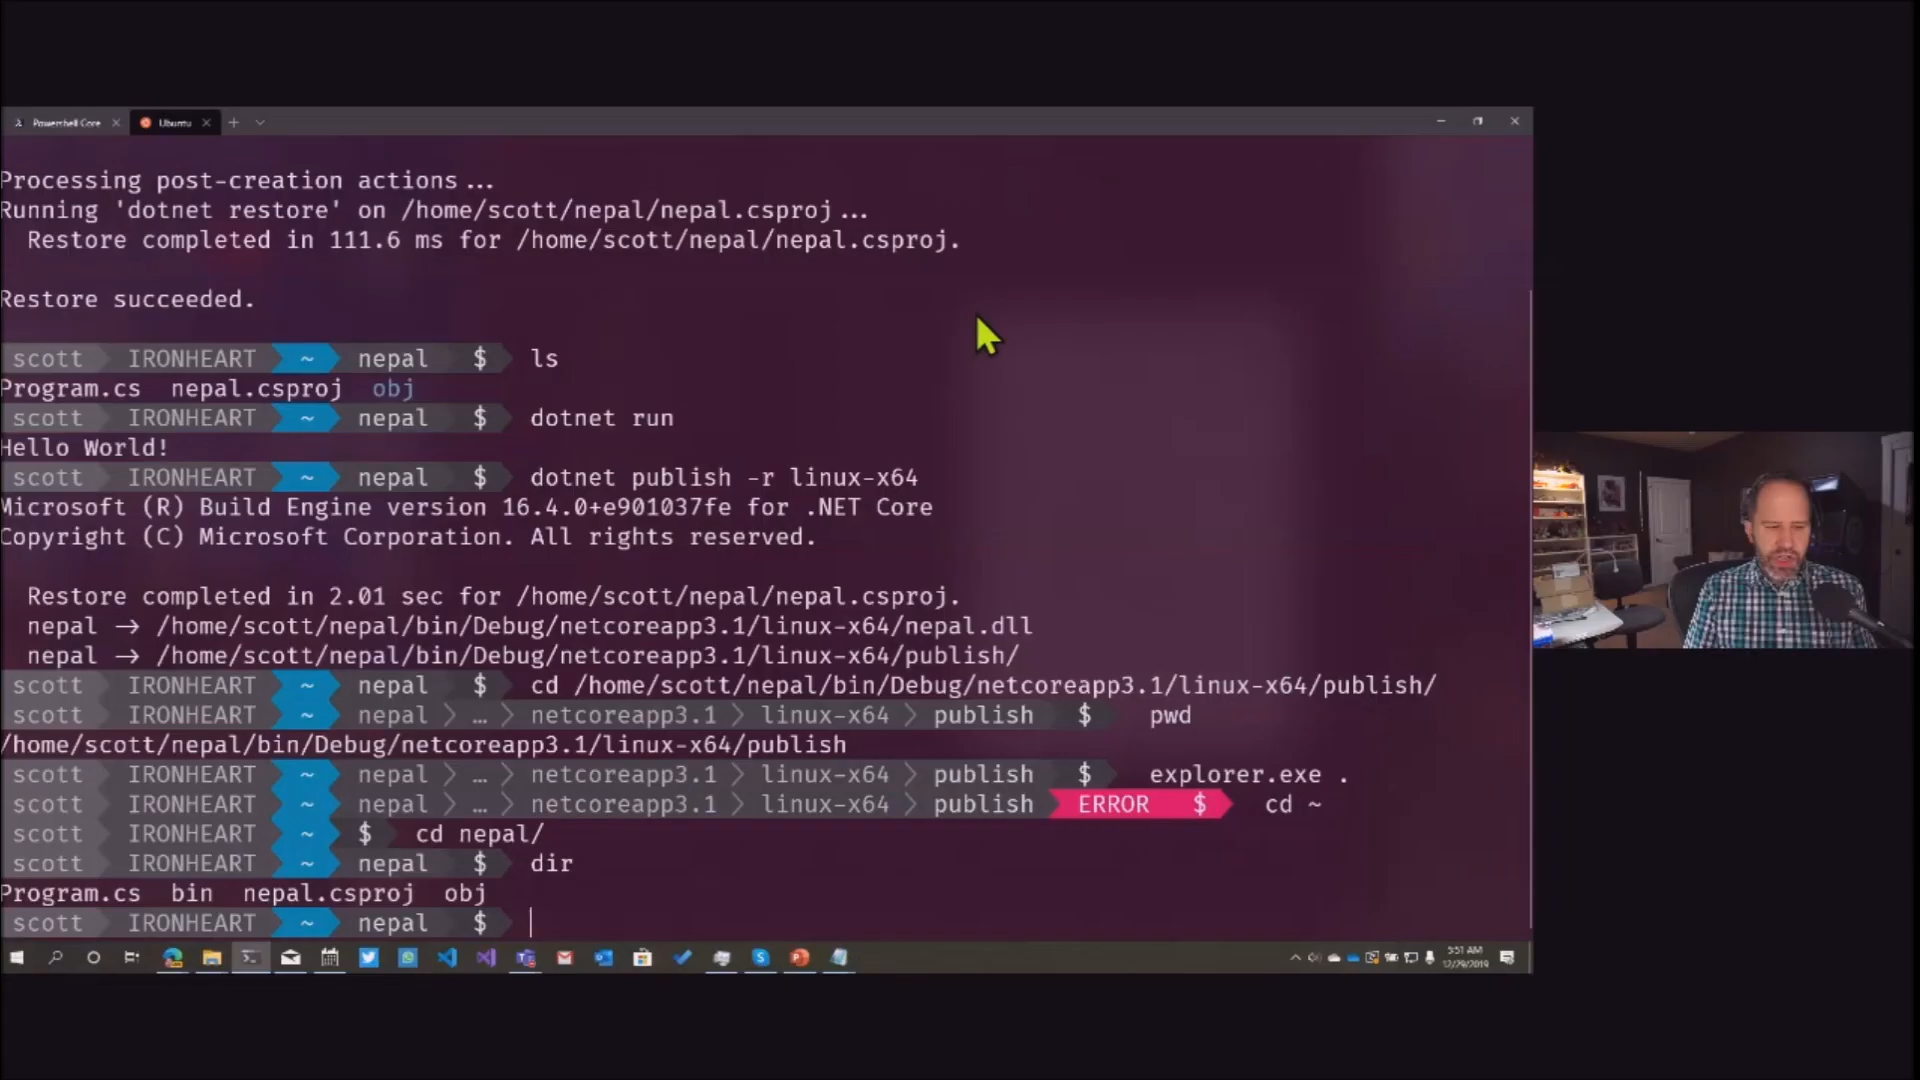 Powershell Core
Ubuntu
Processing post-creation actions...
Running 'dotnet restore' on /home/scott/nepal/nepal.csproj...
Restore completed in 111.6 ms for /home/scott/nepal/nepal.csproj.
Restore succeeded.
scott IRONHEART ~ nepal $ ls
Program.cs nepal.csproj obj
scott IRONHEART ~ nepal $ dotnet run
Hello World!
scott IRONHEART ~ nepal $ dotnet publish -r linux-x64
Microsoft (R) Build Engine version 16.4.0+e901037fe for .NET Core
Copyright (C) Microsoft Corporation. All rights reserved.
Restore completed in 2.01 sec for /home/scott/nepal/nepal.csproj.
nepal -> /home/scott/nepal/bin/Debug/netcoreapp3.1/linux-x64/nepal.dll
nepal -> /home/scott/nepal/bin/Debug/netcoreapp3.1/linux-x64/publish/
scott IRONHEART ~ nepal $ cd /home/scott/nepal/bin/Debug/netcoreapp3.1/linux-x64/publish/
scott IRONHEART ~ nepal > … > netcoreapp3.1 > linux-x64 > publish $ pwd
/home/scott/nepal/bin/Debug/netcoreapp3.1/linux-x64/publish
scott IRONHEART ~ nepal > … > netcoreapp3.1 > linux-x64 > publish $ explorer.exe .
scott IRONHEART ~ nepal > … > netcoreapp3.1 > linux-x64 > publish ERROR $ cd ~
scott IRONHEART ~ $ cd nepal/
scott IRONHEART ~ nepal $ dir
Program.cs bin nepal.csproj obj
scott IRONHEART ~ nepal $
5:51 AM
12/29/2019